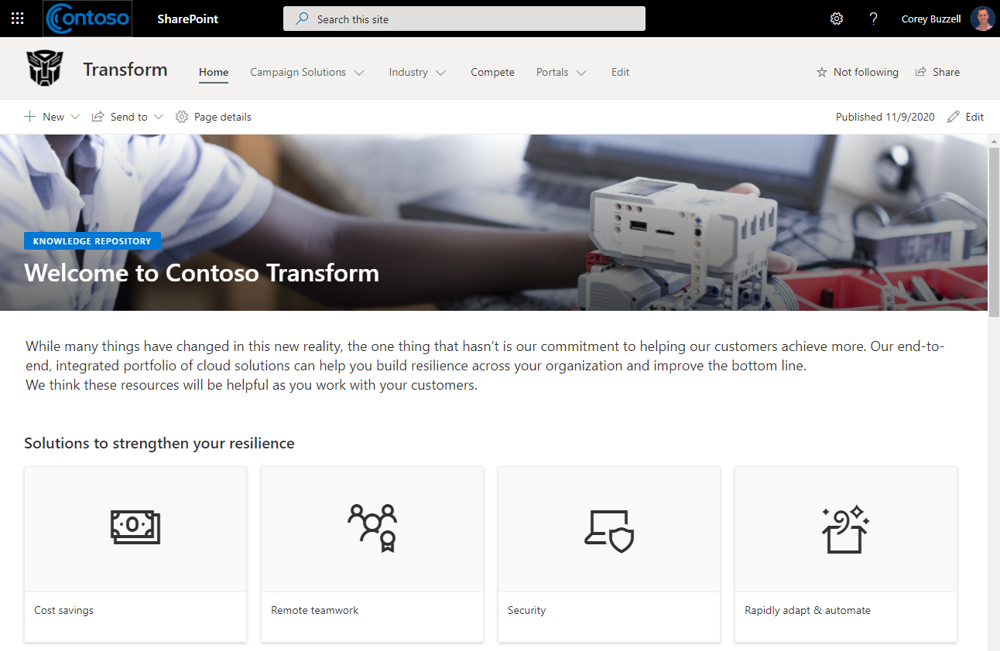 Contoso
SharePoint
Search this site
?
Corey Buzzell
Transform
Home
Campaign Solutions
Industry
Compete
Portals
Edit
Not following
Share
New
Send to
Page details
Published 11/9/2020
Edit
KNOWLEDGE REPOSITORY
Welcome to Contoso Transform
While many things have changed in this new reality, the one thing that hasn’t is our commitment to helping our customers achieve more. Our end-to-
end, integrated portfolio of cloud solutions can help you build resilience across your organization and improve the bottom line.
We think these resources will be helpful as you work with your customers.
Solutions to strengthen your resilience
Cost savings
Remote teamwork
Security
Rapidly adapt & automate